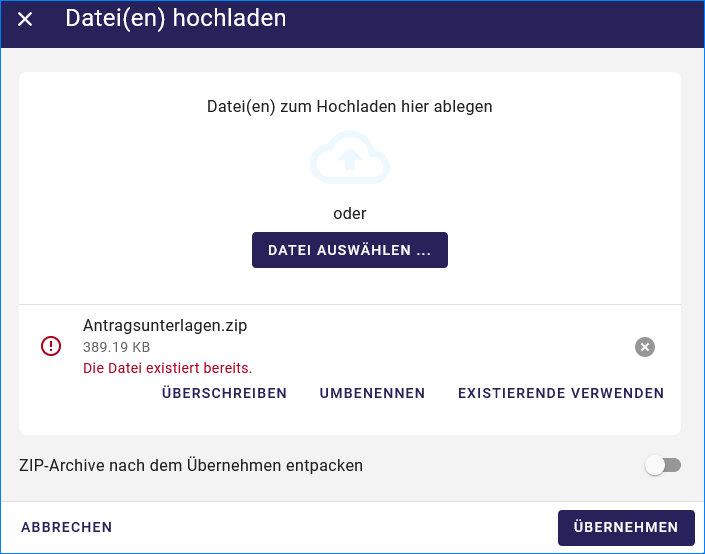 Datei(en) hochladen
Datei(en) zum Hochladen hier ablegen
oder
DATEI AUSWÄHLEN ...
Antragsunterlagen.zip
389.19 KB
Die Datei existiert bereits.
ÜBERSCHREIBEN UMBENENNEN EXISTIERENDE VERWENDEN
ZIP-Archive nach dem Übernehmen entpacken
ABBRECHEN ÜBERNEHMEN